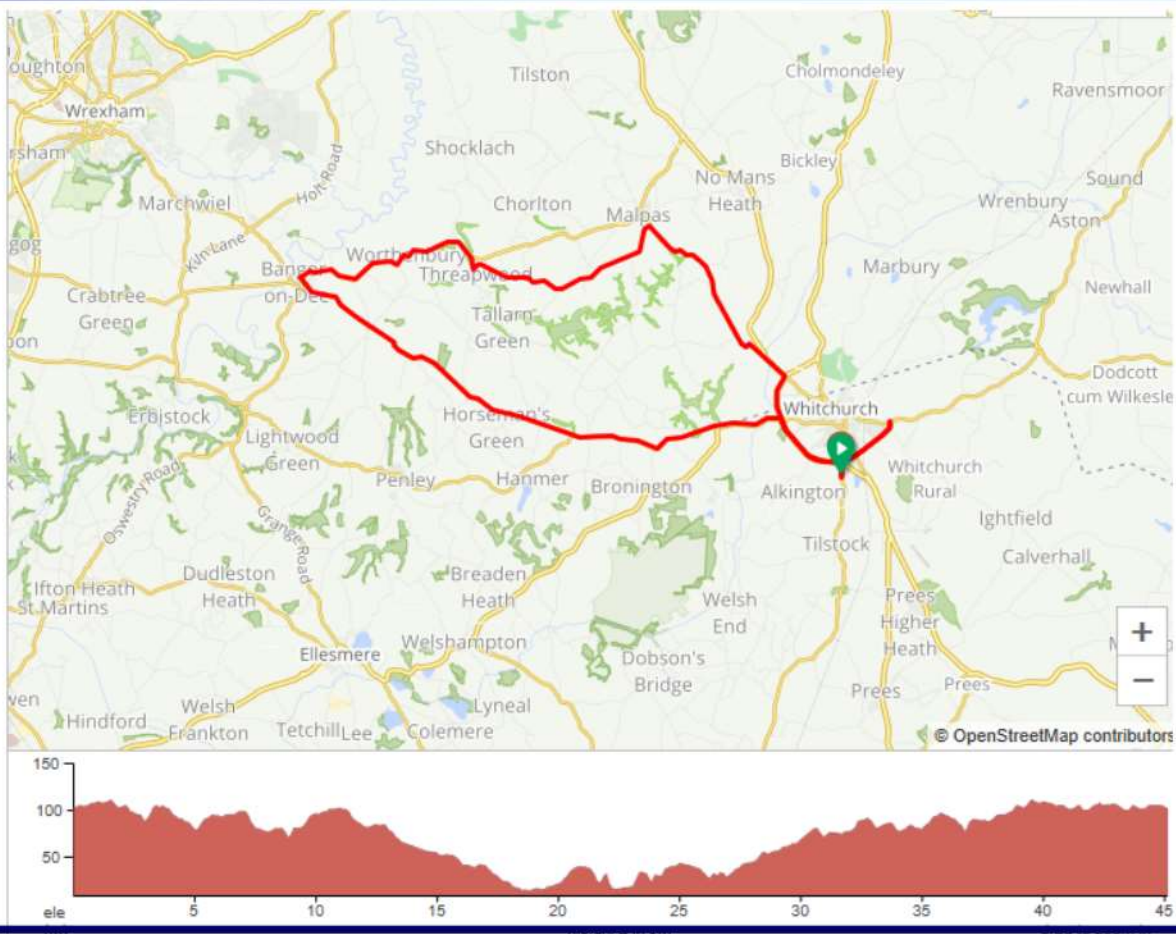 oughton
Tilston
Cholmondeley
Ravensmoor
Wrexham
rsham
Shocklach
Holt Road
Bickley
No Mans
Heath
Sound
Marchwiel
Chorlton
Malpas
Wrenbury
Aston
gog
Kiln Lane
Worthenbury
Bangor
on-Dee
Threapwood
Marbury
Newhall
Crabtree
Green
Tallarn
Green
oon
Dodcott
cum Wilkesle
Erbistock
Horseman's
Green
Whitchurch
Lightwood
Green
Penley
Hanmer
Bronington
Alkington
Whitchurch
Rural
Oswestry Road
Grange Road
Ightfield
Tilstock
Calverhall
Ifton Heath
St.Martins
Dudleston
Heath
Breaden
Heath
Welsh
End
Prees
Higher
Heath
+
Ellesmere
Welshampton
Dobson's
Bridge
M
−
wen
Hindford
Welsh
Frankton
Tetchill
Lee
Colemere
Lyneal
Prees
Prees
© OpenStreetMap contributors
150
100
50
ele
5 10 15 20 25 30 35 40 45